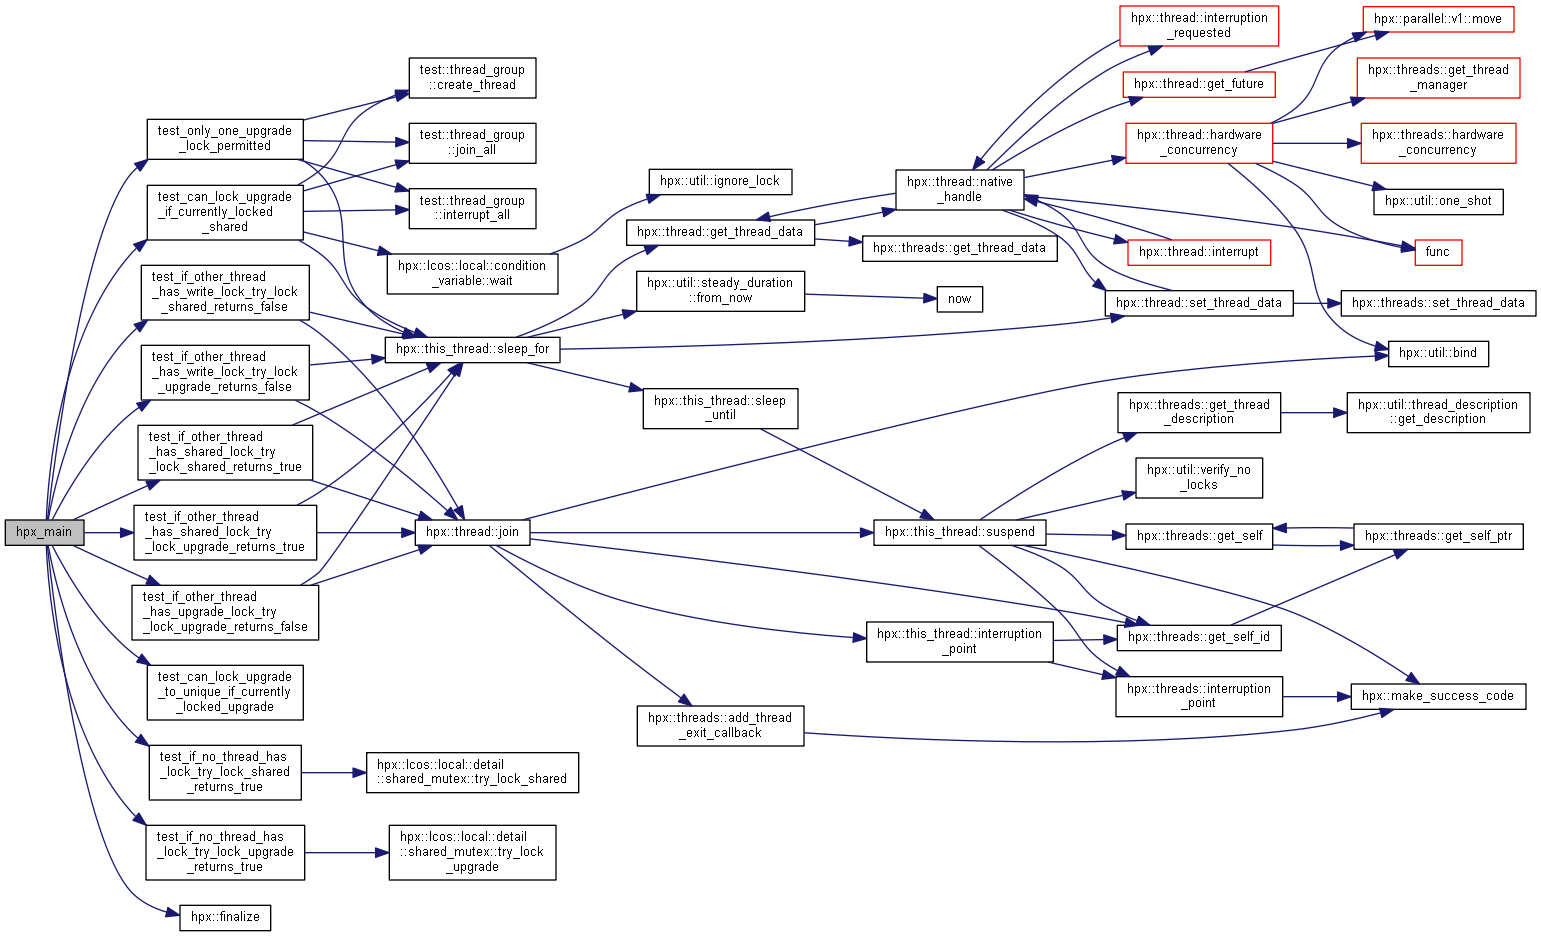 hpx_main
test_only_one_upgrade
_lock_permitted
test_can_lock_upgrade
_if_currently_locked
_shared
test_if_other_thread
_has_write_lock_try_lock
_shared_returns_false
test_if_other_thread
_has_write_lock_try_lock
_upgrade_returns_false
test_if_other_thread
_has_shared_lock_try
_lock_shared_returns_true
test_if_other_thread
_has_shared_lock_try
_lock_upgrade_returns_true
test_if_other_thread
_has_upgrade_lock_try
_lock_upgrade_returns_false
test_can_lock_upgrade
_to_unique_if_currently
_locked_upgrade
test_if_no_thread_has
_lock_try_lock_shared
_returns_true
test_if_no_thread_has
_lock_try_lock_upgrade
_returns_true
hpx::finalize
test::thread_group
::create_thread
test::thread_group
::join_all
test::thread_group
::interrupt_all
hpx::lcos::local::condition
_variable::wait
hpx::this_thread::sleep_for
hpx::thread::join
hpx::lcos::local::detail
::shared_mutex::try_lock_shared
hpx::lcos::local::detail
::shared_mutex::try_lock
_upgrade
hpx::util::ignore_lock
hpx::thread::get_thread_data
hpx::util::steady_duration
::from_now
hpx::this_thread::sleep
_until
hpx::threads::add_thread
_exit_callback
hpx::thread::native
_handle
hpx::threads::get_thread_data
now
hpx::this_thread::suspend
hpx::this_thread::interruption
_point
hpx::thread::interruption
_requested
hpx::thread::get_future
hpx::thread::hardware
_concurrency
hpx::thread::interrupt
hpx::thread::set_thread_data
hpx::threads::get_thread
_description
hpx::util::verify_no
_locks
hpx::threads::get_self
hpx::threads::get_self_id
hpx::threads::interruption
_point
hpx::parallel::v1::move
hpx::threads::get_thread
_manager
hpx::threads::hardware
_concurrency
hpx::util::one_shot
func
hpx::threads::set_thread_data
hpx::util::bind
hpx::util::thread_description
::get_description
hpx::threads::get_self_ptr
hpx::make_success_code